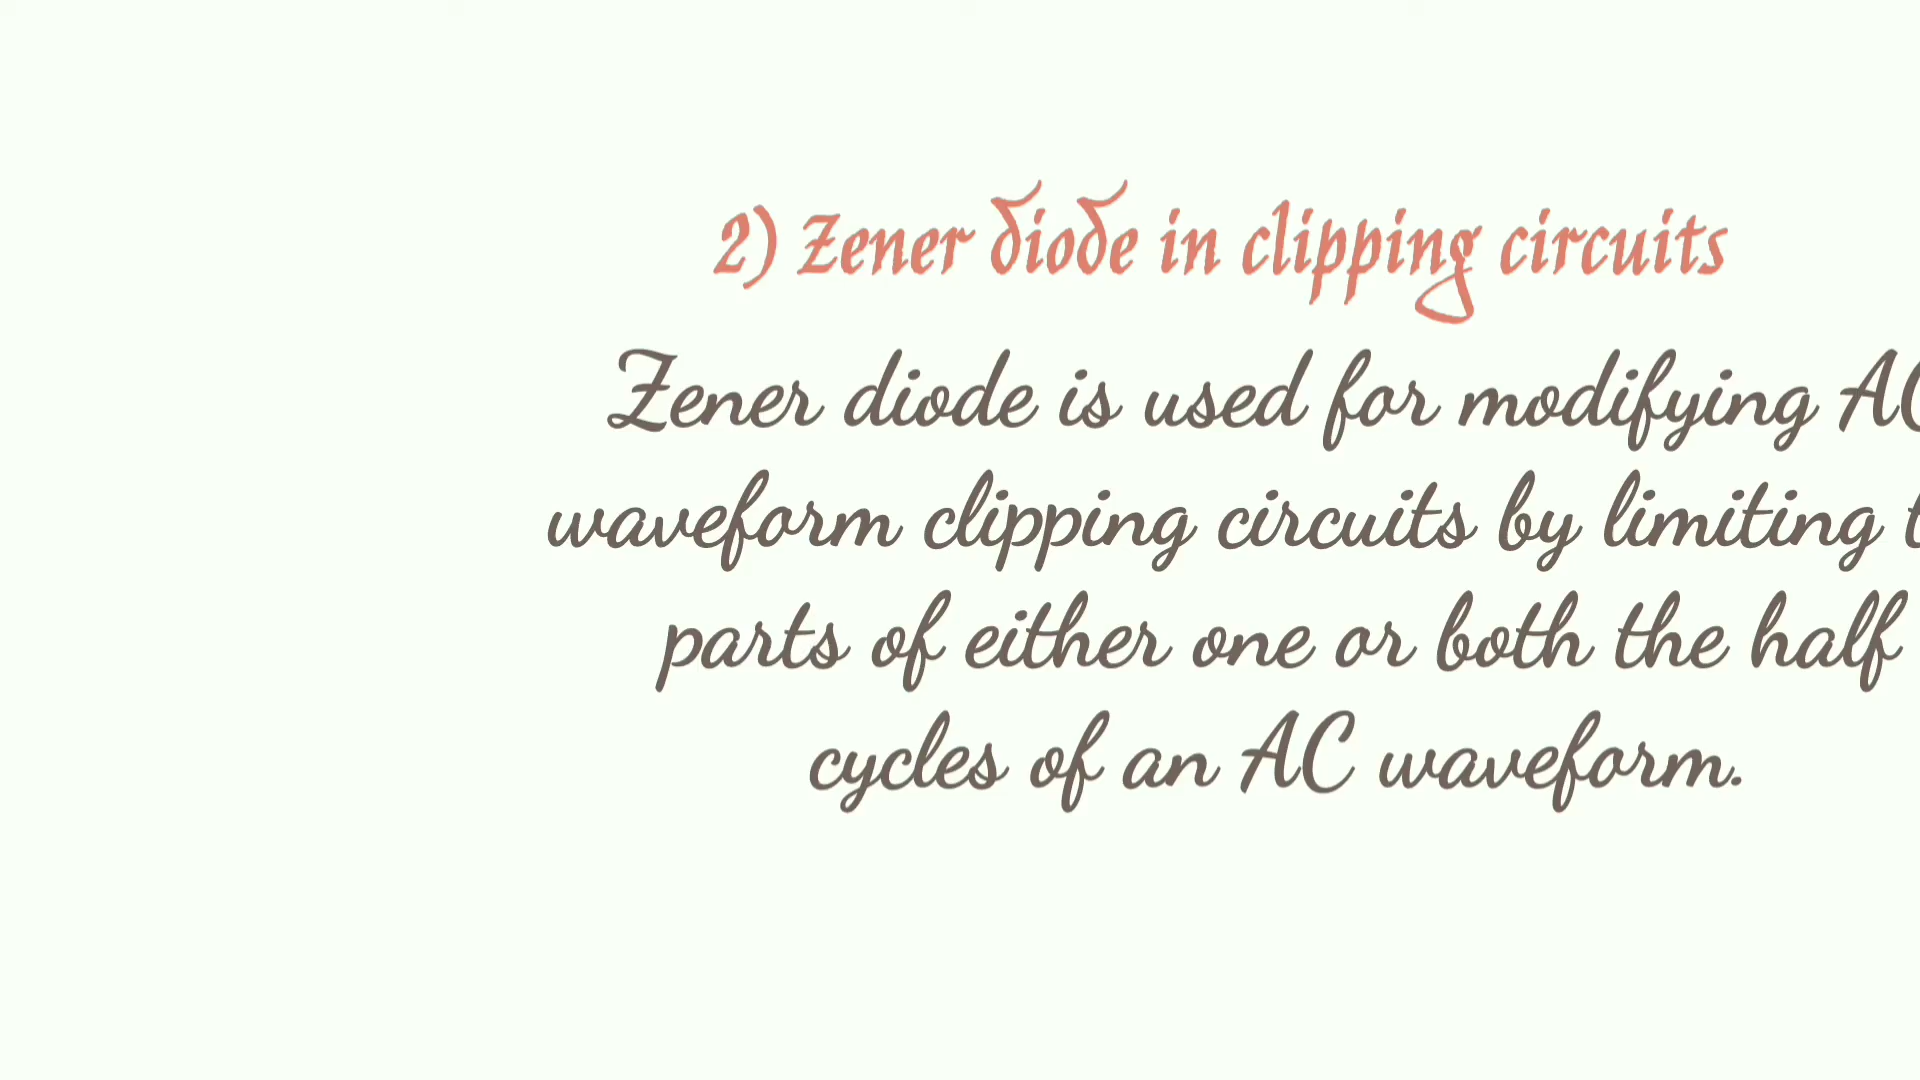 2) Zener diode in clipping circuits
Zener diode is used for modifying AC
waveform clipping circuits by limiting
parts of either one or both the half
cycles of an AC waveform.